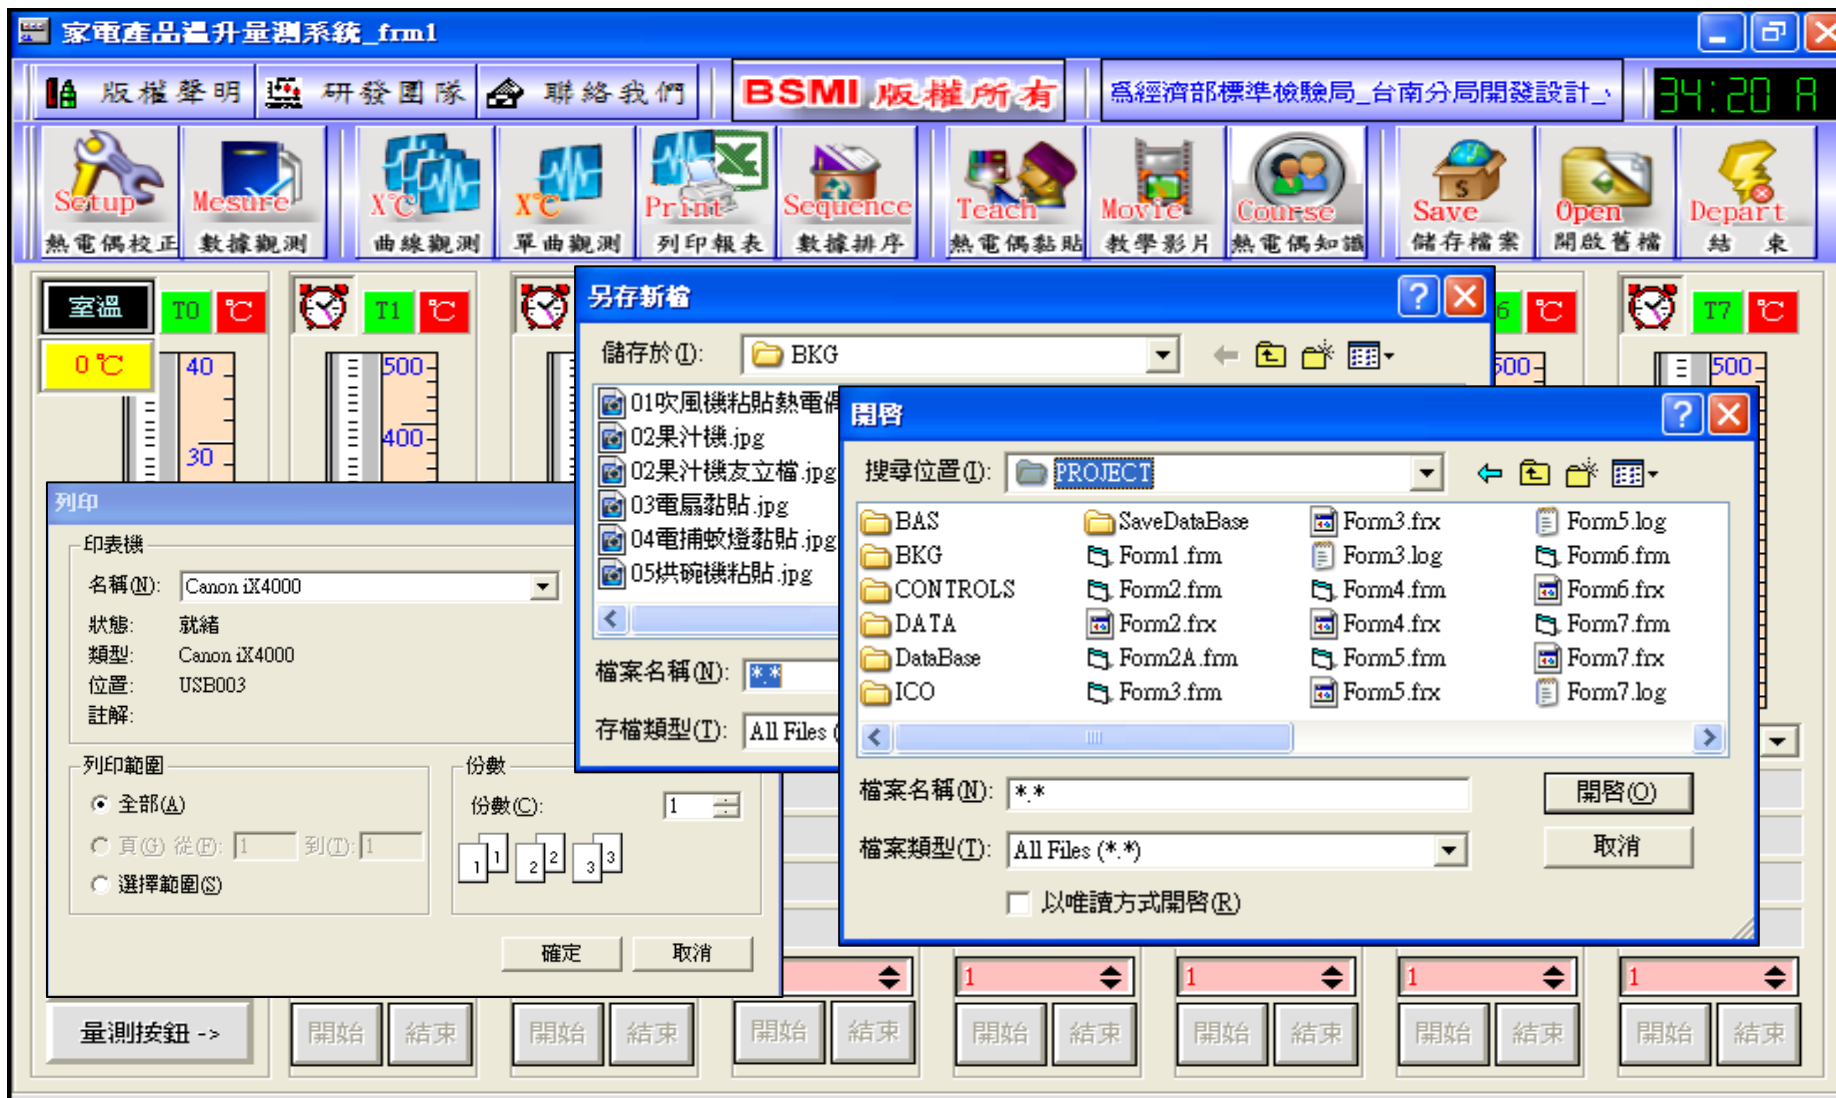 家電產品溫升量測系統_frm1
版權聲明 研發團隊 聯絡我們 BSMI 版權所有 爲經濟部標準檢驗局_台南分局開發設計_ 34:20 A
Setup Mesure X℃ X℃ Print Sequence Teach Movie Course Save Open Depart
熱電偶校正 數據觀測 曲線觀測 單曲觀測 列印報表 數據排序 熱電偶黏貼 教學影片 熱電偶知識 儲存檔案 開啟舊檔 結束
室溫 T0 ℃ T1 ℃ 6 ℃ T7 ℃
0 ℃ 40 500 500 500
30 400
另存新檔
儲存於(I): BKG
01吹風機粘貼熱電偶
02果汁機.jpg
02果汁機友立檔.jpg
03電扇黏貼.jpg
04電捕蚊燈黏貼.jpg
05烘碗機粘貼.jpg
檔案名稱(N): *.*
存檔類型(T): All Files (
開啓
搜尋位置(I): PROJECT
BAS SaveDataBase Form3.frx Form5.log
BKG Form1.frm Form3.log Form6.frm
CONTROLS Form2.frm Form4.frm Form6.frx
DATA Form2.frx Form4.frx Form7.frm
DataBase Form2A.frm Form5.frm Form7.frx
ICO Form3.frm Form5.frx Form7.log
檔案名稱(N): *.* 開啓(O)
檔案類型(T): All Files (*.*) 取消
以唯讀方式開啓(R)
列印
印表機
名稱(N): Canon iX4000
狀態: 就緒
類型: Canon iX4000
位置: USB003
註解:
列印範圍
全部(A)
頁(G) 從(F): 1 到(T): 1
選擇範圍(S)
份數
份數(C): 1
1 1 2 2 3 3
確定 取消
1 1 1 1
量測按鈕 -> 開始 結束 開始 結束 開始 結束 開始 結束 開始 結束 開始 結束 開始 結束